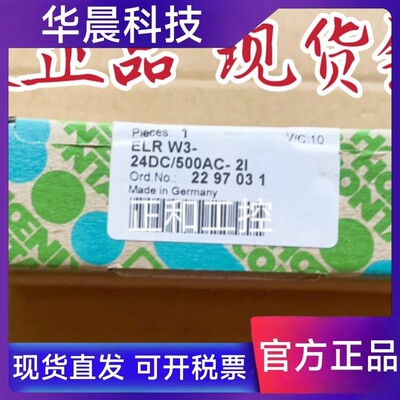 华晨科技
正品 现货
Pieces: 1
V/C:10
ELR W3-
24DC/500AC- 2I
Ord.No.: 22 97 03 1
Made in Germany
正和工控
现货直发 可开税票
官方正品